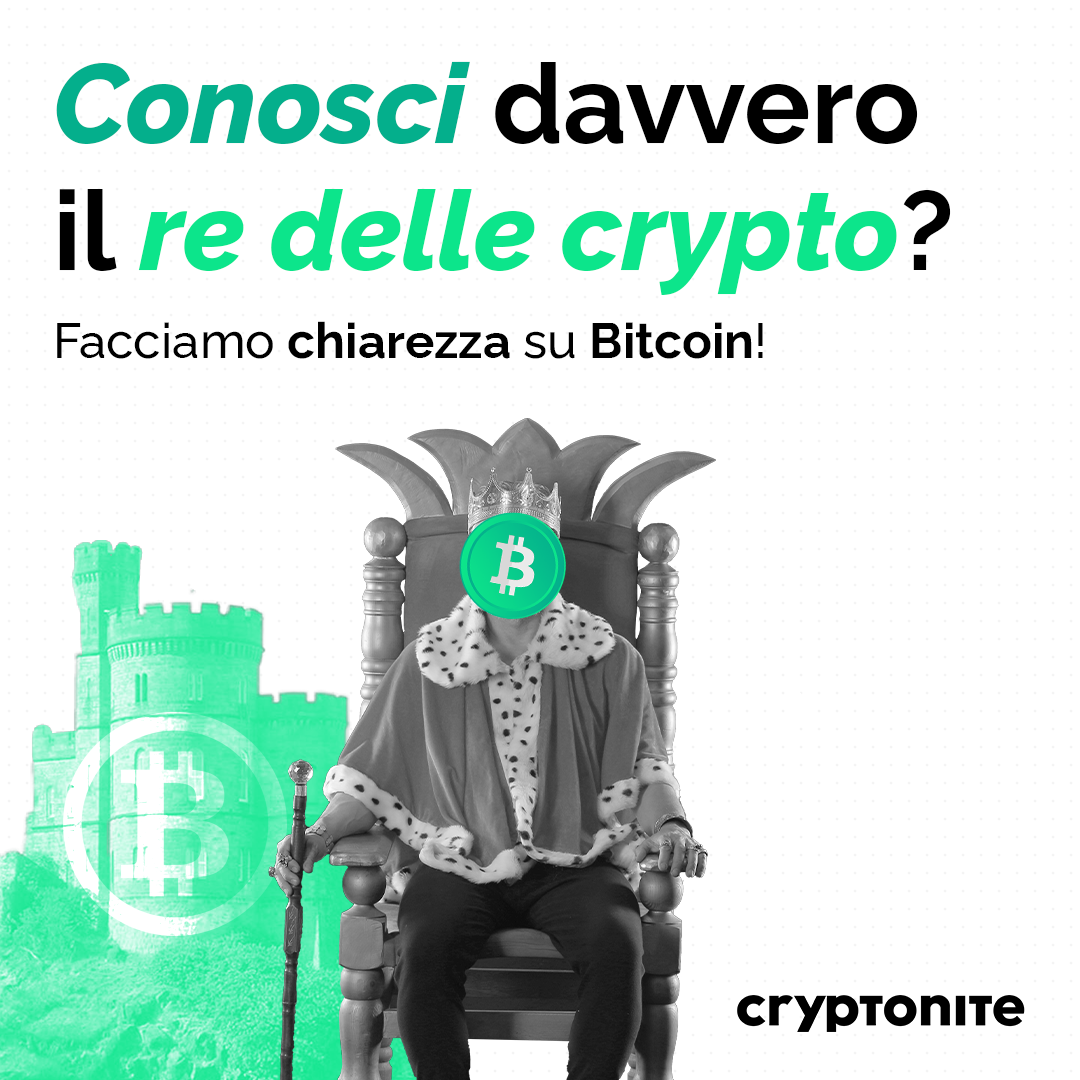 Conosci davvero
il re delle crypto?
Facciamo chiarezza su Bitcoin!
cryptonite